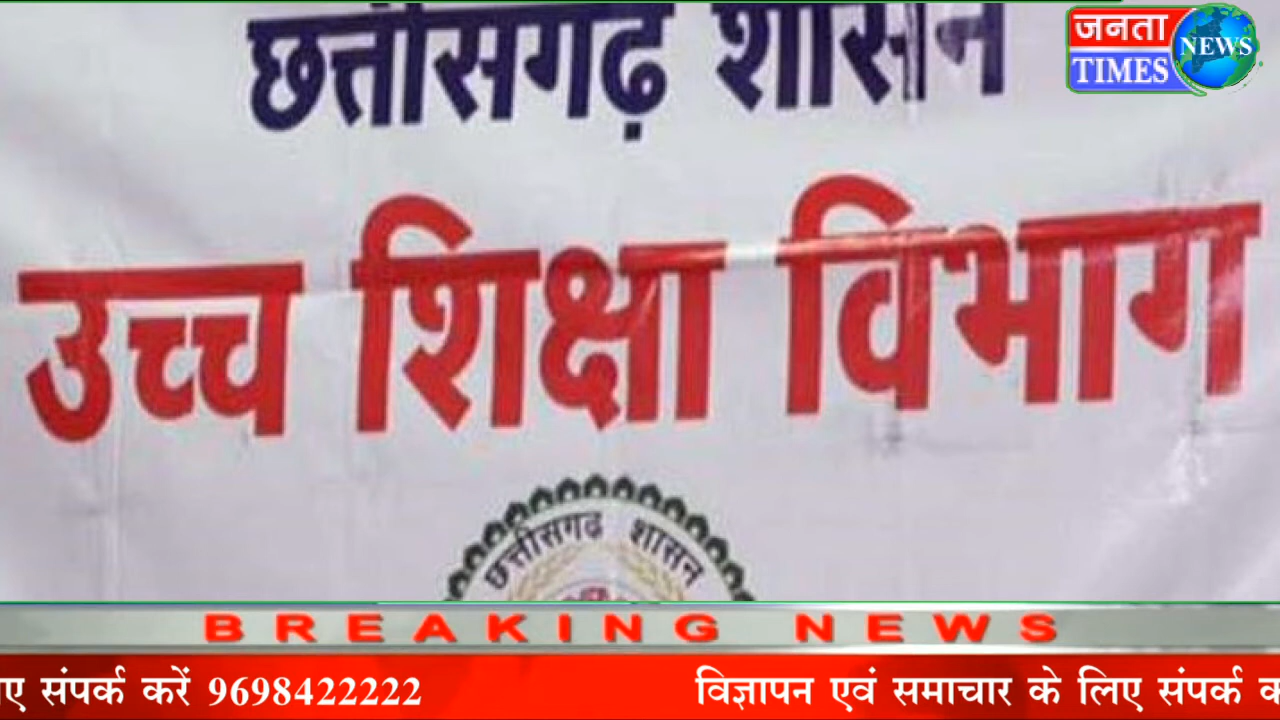 छत्तीसगढ़ शासन
जनता
TIMES
NEWS
उच्च शिक्षा विभाग
छत्तीसगढ़ शासन
BREAKING NEWS
संपर्क करें 9698422222
विज्ञापन एवं समाचार के लिए संपर्क